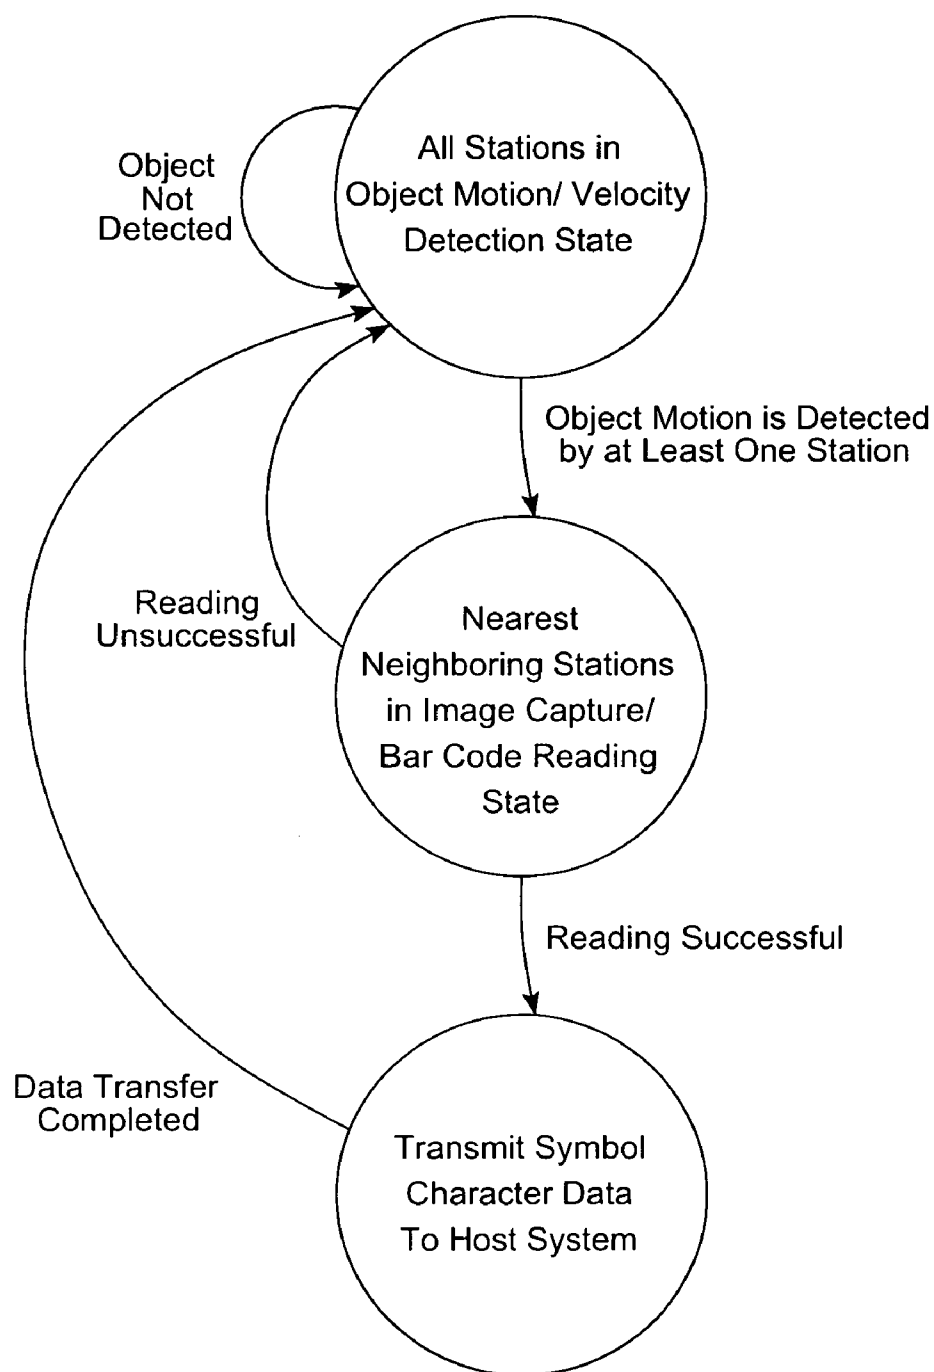 All Stations in
Object Motion/ Velocity
Detection State
Object
Not
Detected
Object Motion is Detected
by at Least One Station
Reading
Unsuccessful
Nearest
Neighboring Stations
in Image Capture/
Bar Code Reading
State
Reading Successful
Data Transfer
Completed
Transmit Symbol
Character Data
To Host System